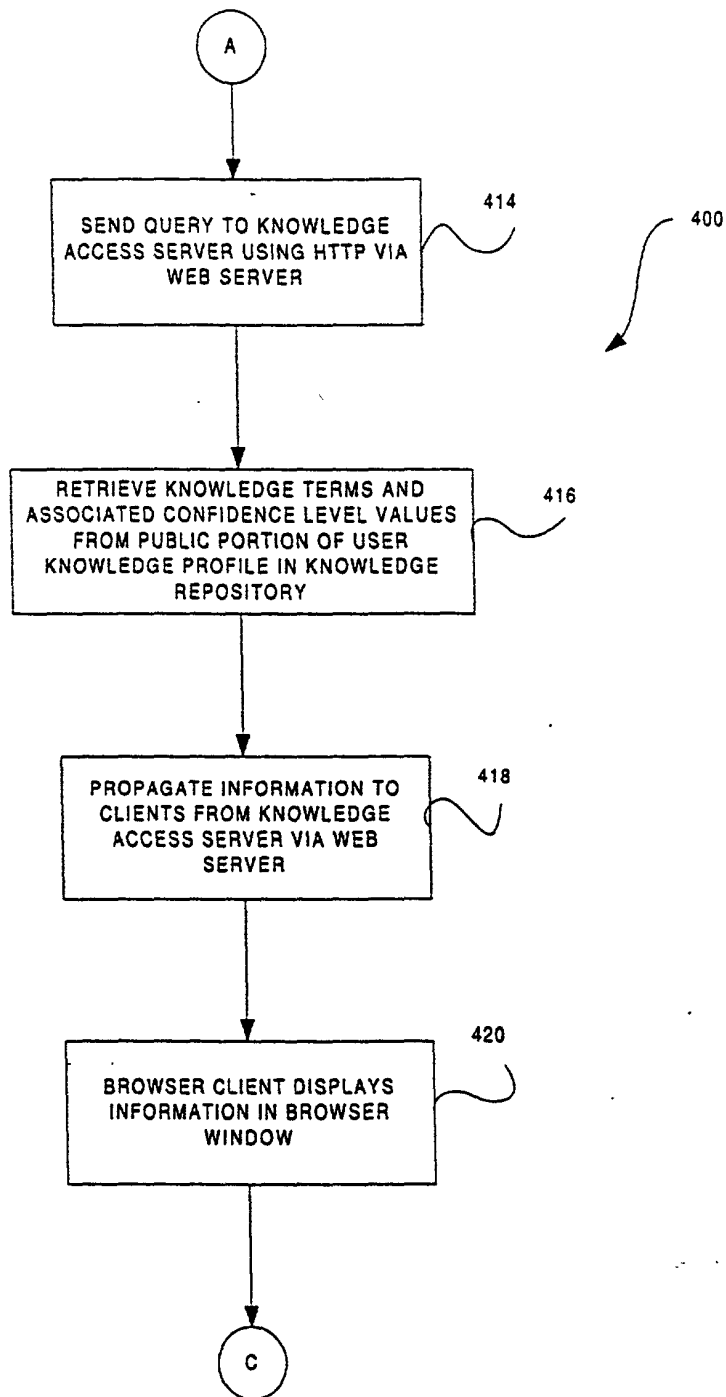 A
SEND QUERY TO KNOWLEDGE
ACCESS SERVER USING HTTP VIA
WEB SERVER
414
400
RETRIEVE KNOWLEDGE TERMS AND
ASSOCIATED CONFIDENCE LEVEL VALUES
FROM PUBLIC PORTION OF USER
KNOWLEDGE PROFILE IN KNOWLEDGE
REPOSITORY
416
PROPAGATE INFORMATION TO
CLIENTS FROM KNOWLEDGE
ACCESS SERVER VIA WEB
SERVER
418
BROWSER CLIENT DISPLAYS
INFORMATION IN BROWSER
WINDOW
420
C